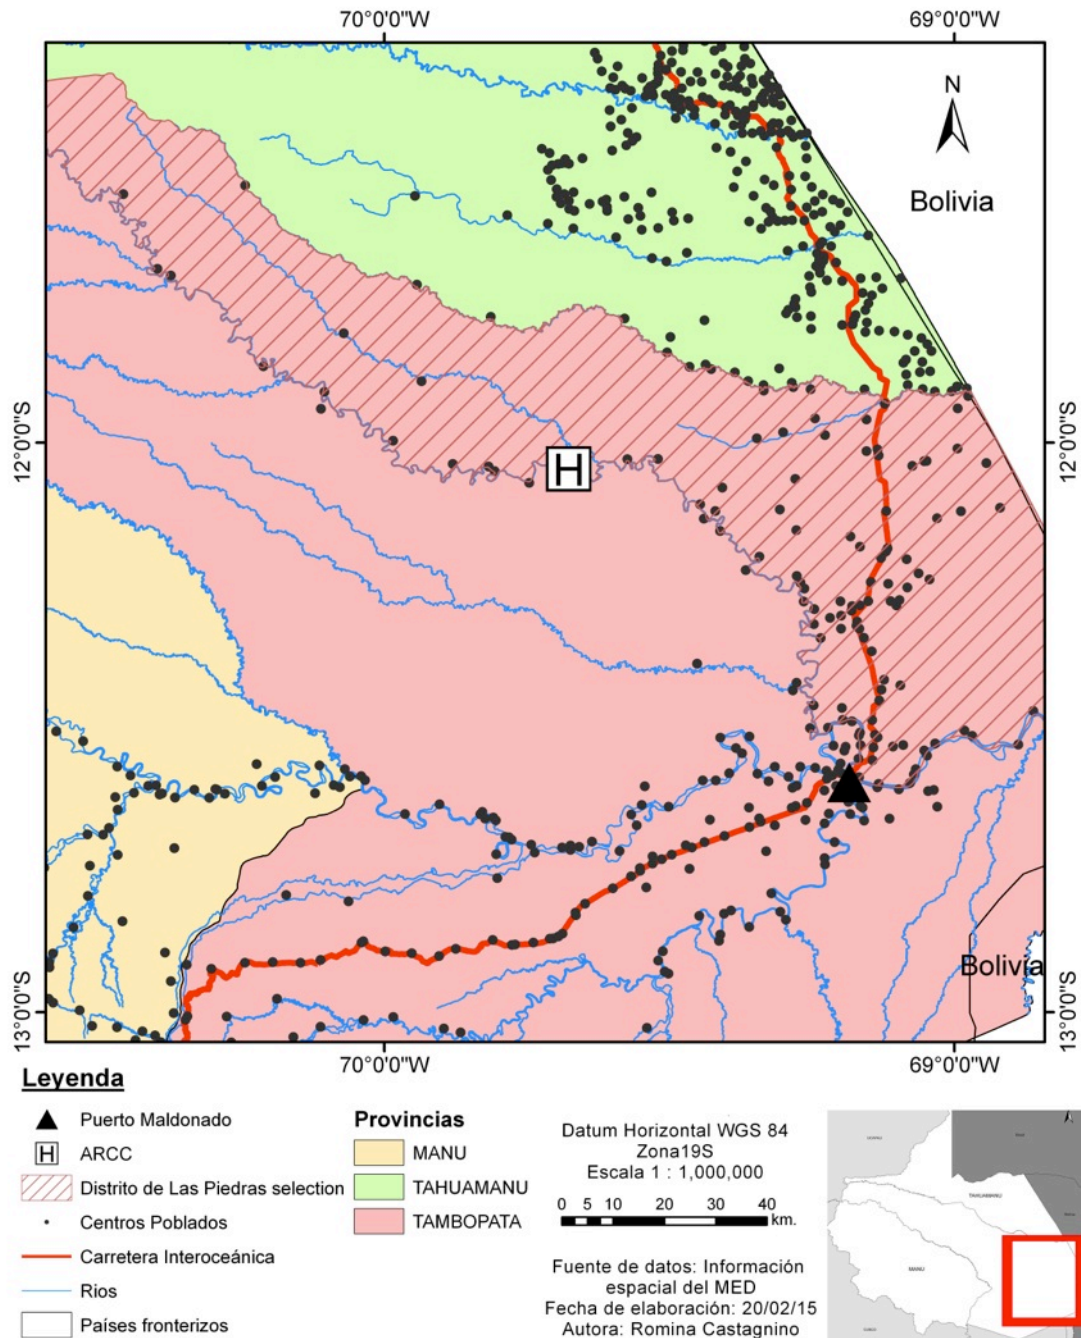 70°0'0"W
69°0'0"W
N
Bolivia
12°0'0"S
12°0'0"S
H
Bolivia
13°0'0"S
13°0'0"S
70°0'0"W
69°0'0"W
Leyenda
Puerto Maldonado
H ARCC
Distrito de Las Piedras selection
Centros Poblados
Carretera Interoceánica
Rios
Países fronterizos
Provincias
MANU
TAHUAMANU
TAMBOPATA
Datum Horizontal WGS 84
Zona19S
Escala 1 : 1,000,000
0 5 10 20 30 40
km.
Fuente de datos: Información
espacial del MED
Fecha de elaboración: 20/02/15
Autora: Romina Castagnino
TAHUAMANU
MANU